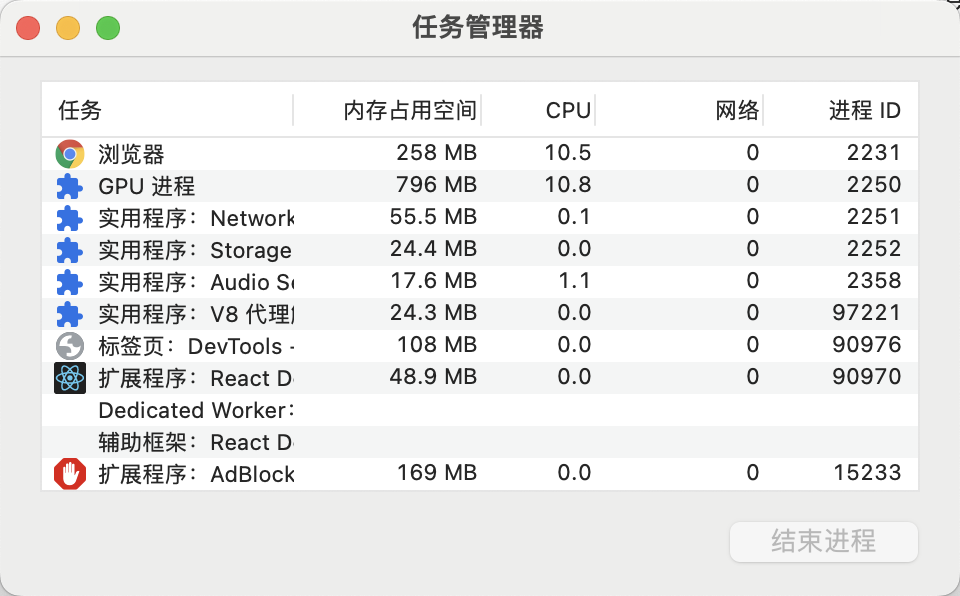 任务管理器
任务 内存占用空间 CPU 网络 进程 ID
浏览器 258 MB 10.5 0 2231
GPU 进程 796 MB 10.8 0 2250
实用程序：Network 55.5 MB 0.1 0 2251
实用程序：Storage 24.4 MB 0.0 0 2252
实用程序：Audio Se 17.6 MB 1.1 0 2358
实用程序：V8 代理 24.3 MB 0.0 0 97221
标签页：DevTools - 108 MB 0.0 0 90976
扩展程序：React D 48.9 MB 0.0 0 90970
Dedicated Worker:
辅助框架：React D
扩展程序：AdBlock 169 MB 0.0 0 15233
结束进程